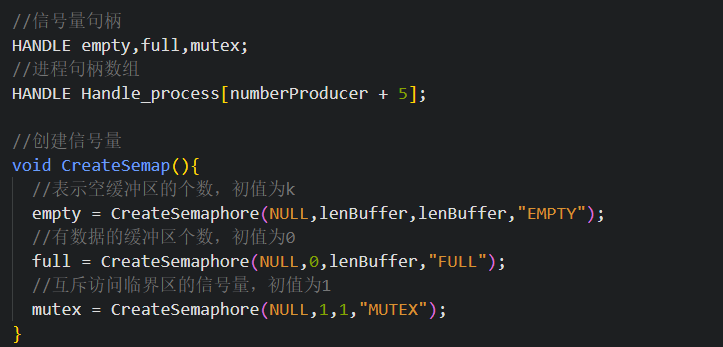 //信号量句柄
HANDLE empty,full,mutex;
//进程句柄数组
HANDLE Handle_process[numberProducer + 5];
//创建信号量
void CreateSemap(){
//表示空缓冲区的个数，初值为k
empty = CreateSemaphore(NULL,lenBuffer,lenBuffer,"EMPTY");
//有数据的缓冲区个数，初值为0
full = CreateSemaphore(NULL,0,lenBuffer,"FULL");
//互斥访问临界区的信号量，初值为1
mutex = CreateSemaphore(NULL,1,1,"MUTEX");
}